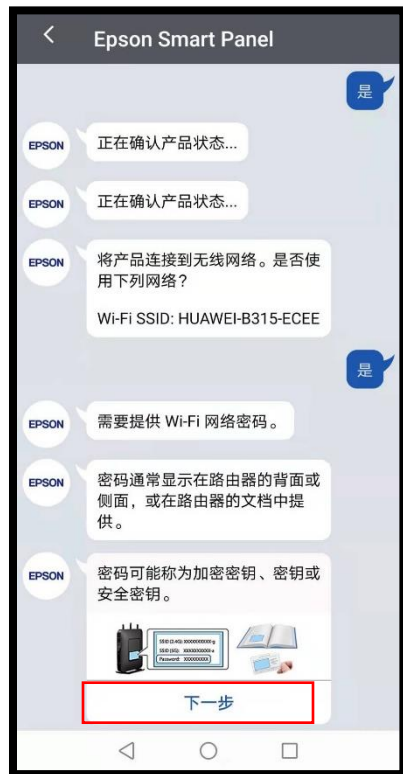 Epson Smart Panel
是
EPSON
正在确认产品状态...
EPSON
正在确认产品状态...
EPSON
将产品连接到无线网络。是否使
用下列网络?
Wi-Fi SSID: HUAWEI-B315-ECEE
是
EPSON
需要提供 Wi-Fi 网络密码。
EPSON
密码通常显示在路由器的背面或
侧面，或在路由器的文档中提
供。
EPSON
密码可能称为加密密钥、密钥或
安全密钥。
下一步